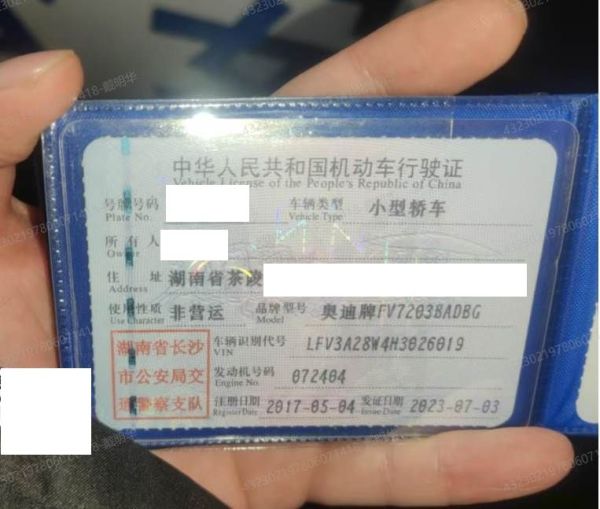 中华人民共和国机动车行驶证
Vehicle License of the People's Republic of China
号牌号码 车辆类型 小型轿车
Plate No. Vehicle Type
所有人
Owner
住 址 湖南省茶陵
Address
使用性质 非营运 品牌型号 奥迪牌FV7203BADBG
Use Character Model
湖南省长沙
市公安局交
通警察支队
车辆识别代号 LFV3A28W4H3026019
VIN
发动机号码 072404
Engine No.
注册日期 2017-05-04 发证日期 2023-07-03
Register Date Issue Date